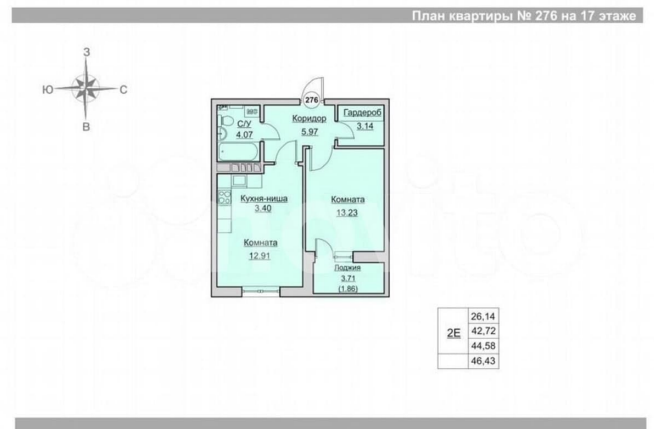 План квартиры № 276 на 17 этаже
З
Ю
С
В
276
С/У
4.07
Коридор
5.97
Гардероб
3.14
Кухня-ниша
3.40
Комната
12.91
Комната
13.23
Лоджия
3.71
(1.86)
2Е
26,14
42,72
44,58
46,43
Avito